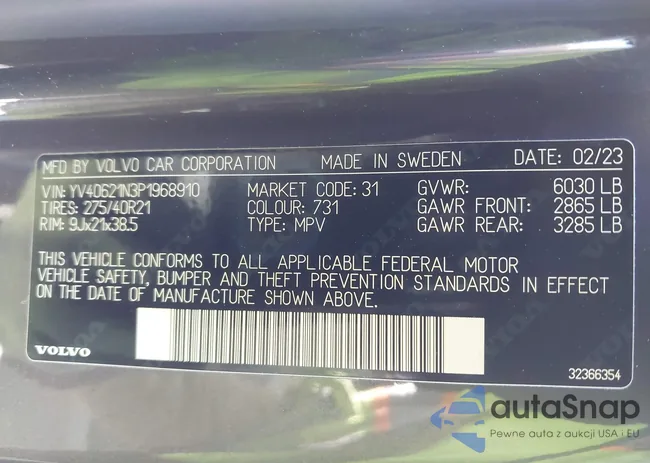 MFD BY VOLVO CAR CORPORATION MADE IN SWEDEN DATE: 02/23
VIN: YV40621N3P1968910 MARKET CODE: 31 GVWR: 6030 LB
TIRES: 275/40R21 COLOUR: 731 GAWR FRONT: 2865 LB
RIM: 9Jx21x38.5 TYPE: MPV GAWR REAR: 3285 LB
THIS VEHICLE CONFORMS TO ALL APPLICABLE FEDERAL MOTOR
VEHICLE SAFETY, BUMPER AND THEFT PREVENTION STANDARDS IN EFFECT
ON THE DATE OF MANUFACTURE SHOWN ABOVE.
VOLVO
32366354
autaSnap
Pewne auta z aukcji USA i EU